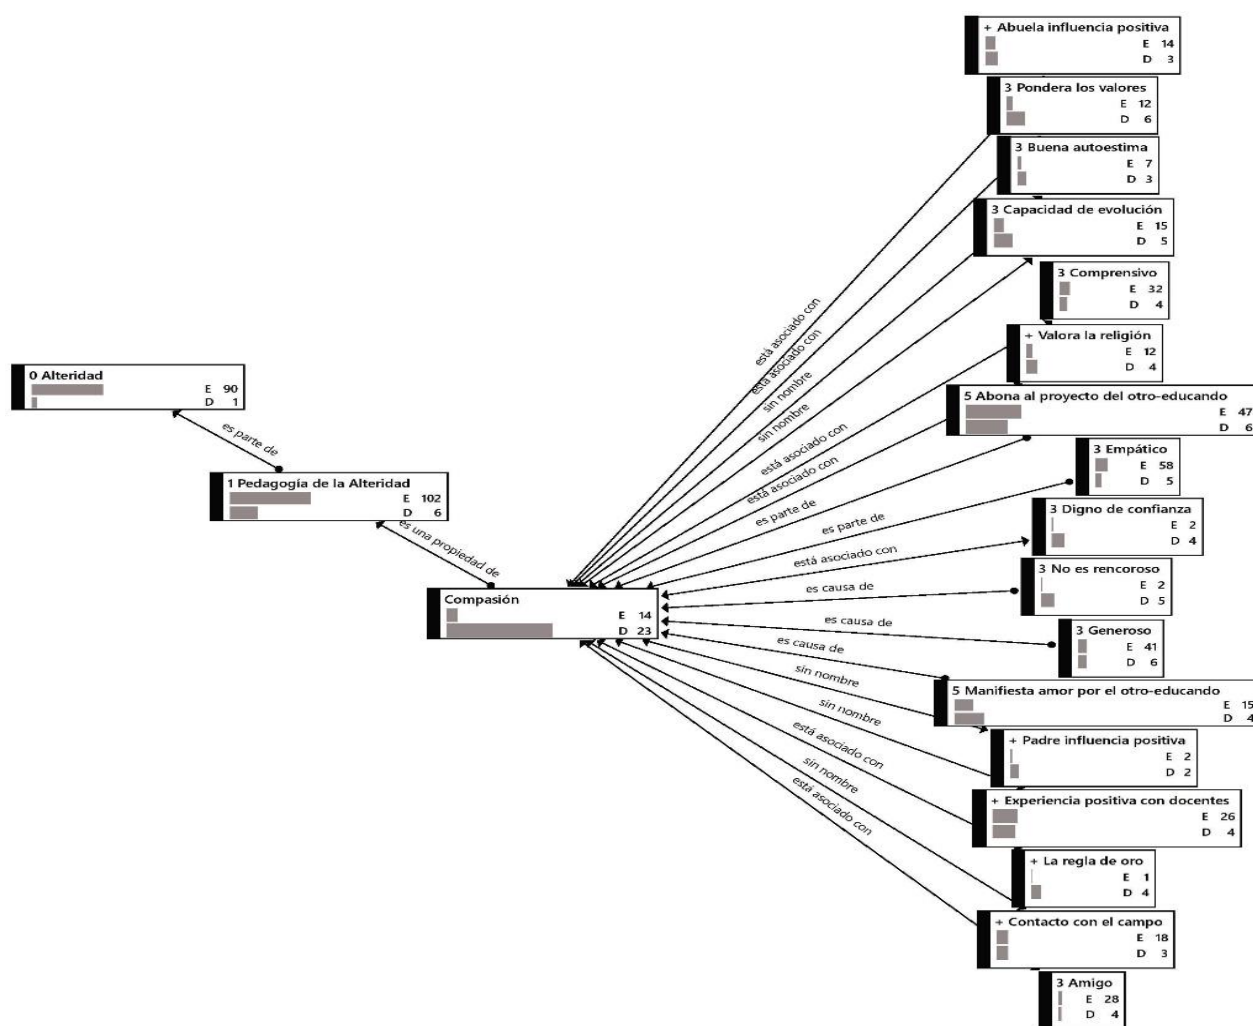 + Abuela influencia positiva
E 14
D 3
3 Pondera los valores
E 12
D 6
3 Buena autoestima
E 7
D 3
3 Capacidad de evolución
E 15
D 5
3 Comprensivo
E 32
D 4
+ Valora la religión
E 12
D 4
5 Abona al proyecto del otro-educando
E 47
D 6
3 Empático
E 58
D 5
3 Digno de confianza
E 2
D 4
3 No es rencoroso
E 2
D 5
3 Generoso
E 41
D 6
5 Manifiesta amor por el otro-educando
E 15
D 4
+ Padre influencia positiva
E 2
D 2
+ Experiencia positiva con docentes
E 26
D 4
+ La regla de oro
E 1
D 4
+ Contacto con el campo
E 18
D 3
3 Amigo
E 28
D 4
0 Alteridad
E 90
D 1
es parte de
1 Pedagogía de la Alteridad
E 102
D 6
es una propiedad de
Compasión
E 14
D 23
está asociado con
está asociado con
sin nombre
sin nombre
está asociado con
está asociado con
es parte de
es parte de
está asociado con
es causa de
es causa de
es causa de
sin nombre
sin nombre
está asociado con
sin nombre
está asociado con